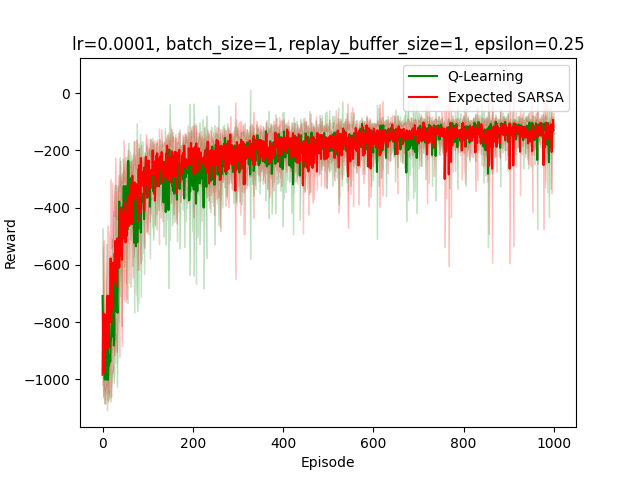 lr=0.0001, batch_size=1, replay_buffer_size=1, epsilon=0.25
Q-Learning
Expected SARSA
0
−200
−400
−600
−800
−1000
Reward
0
200
400
600
800
1000
Episode